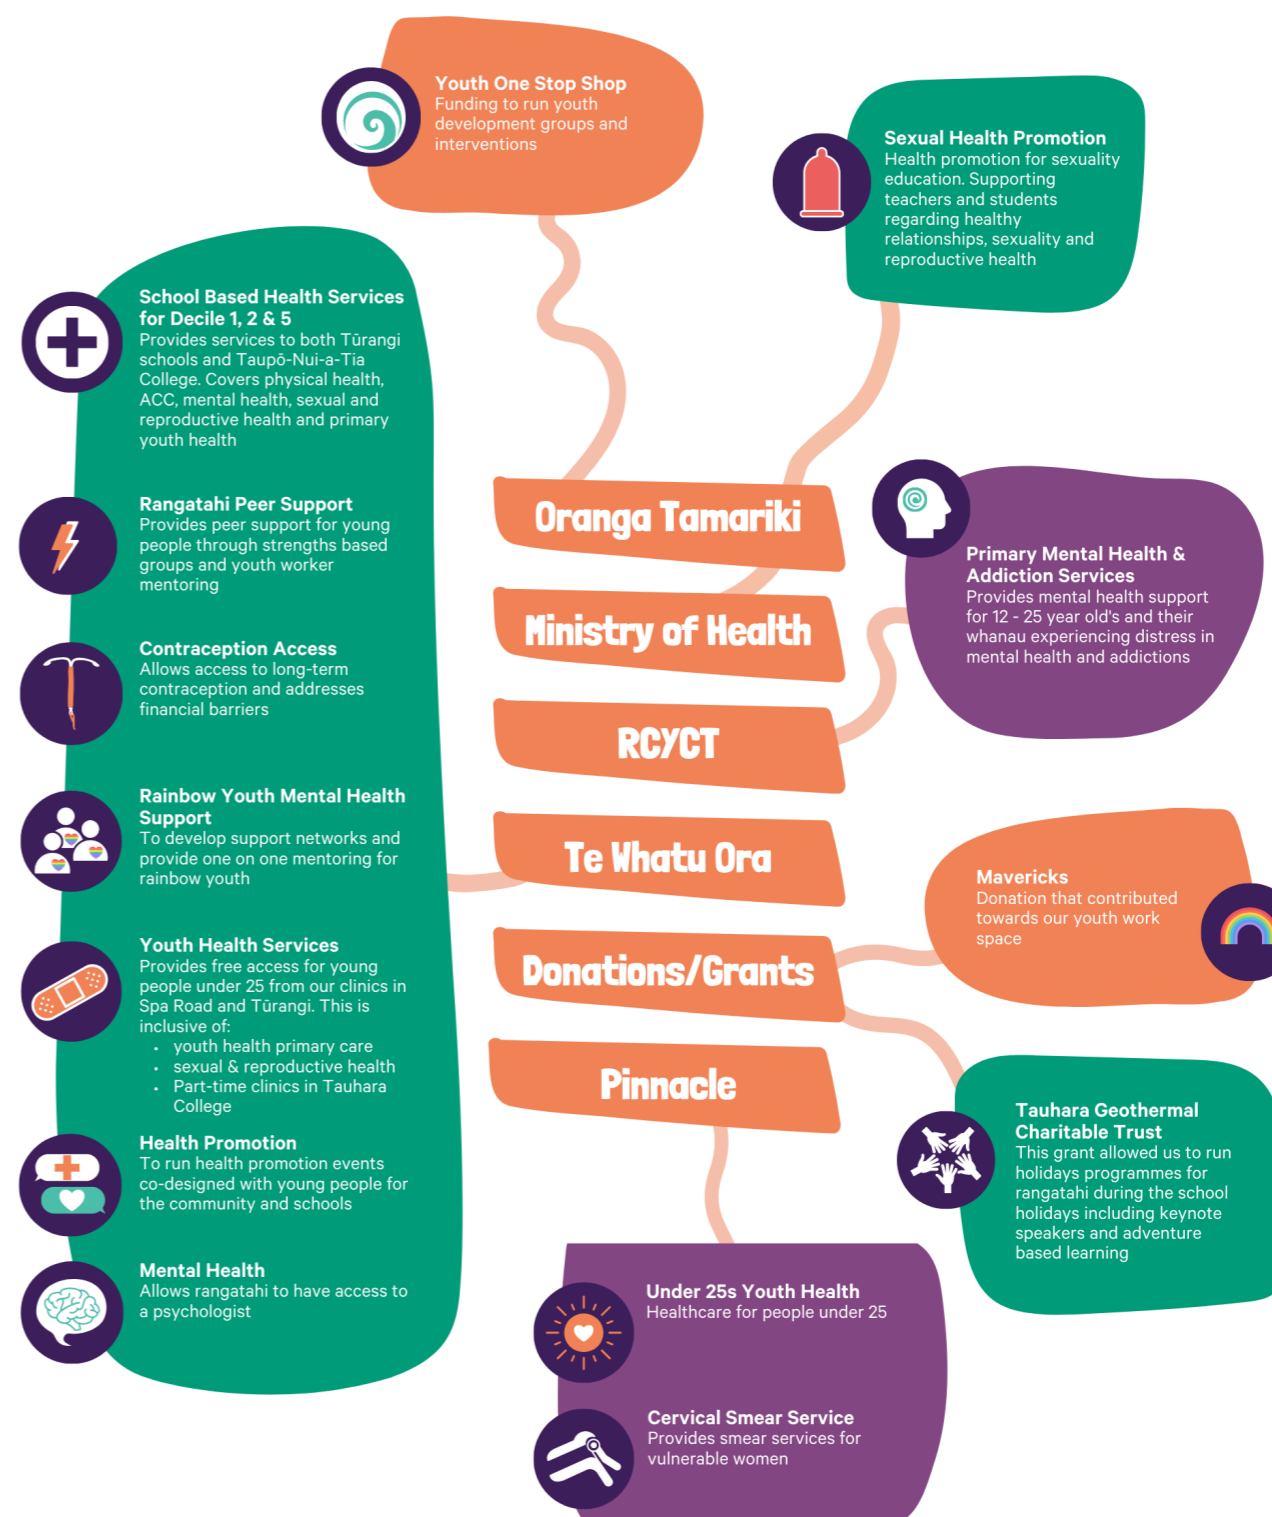 Youth One Stop Shop
Funding to run youth
development groups and
interventions
Sexual Health Promotion
Health promotion for sexuality
education. Supporting
teachers and students
regarding healthy
relationships, sexuality and
reproductive health
School Based Health Services
for Decile 1, 2 & 5
Provides services to both Tūrangi
schools and Taupō-Nui-a-Tia
College. Covers physical health,
ACC, mental health, sexual and
reproductive health and primary
youth health
Rangatahi Peer Support
Provides peer support for young
people through strengths based
groups and youth worker
mentoring
Contraception Access
Allows access to long-term
contraception and addresses
financial barriers
Rainbow Youth Mental Health
Support
To develop support networks and
provide one on one mentoring for
rainbow youth
Youth Health Services
Provides free access for young
people under 25 from our clinics in
Spa Road and Tūrangi. This is
inclusive of:
• youth health primary care
• sexual & reproductive health
• Part-time clinics in Tauhara
College
Health Promotion
To run health promotion events
co-designed with young people for
the community and schools
Mental Health
Allows rangatahi to have access to
a psychologist
Oranga Tamariki
Ministry of Health
RCYCT
Te Whatu Ora
Donations/Grants
Pinnacle
Primary Mental Health &
Addiction Services
Provides mental health support
for 12 - 25 year old's and their
whanau experiencing distress in
mental health and addictions
Mavericks
Donation that contributed
towards our youth work
space
Tauhara Geothermal
Charitable Trust
This grant allowed us to run
holidays programmes for
rangatahi during the school
holidays including keynote
speakers and adventure
based learning
Under 25s Youth Health
Healthcare for people under 25
Cervical Smear Service
Provides smear services for
vulnerable women